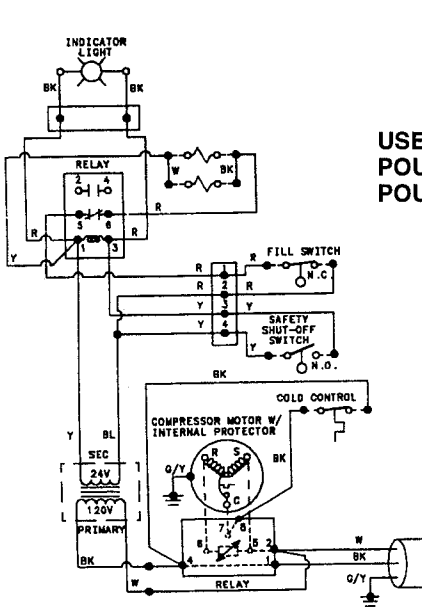 INDICATOR
LIGHT
BK
BK
USE
POU
POU
W
BK
RELAY
2 4
5 6
R
R
1 3
R
Y
FILL SWITCH
R
R
N.C
1
R
2
R
Y
3
Y
SAFETY
SHUT-OFF
SWITCH
Y
4
Y
N.O.
BK
COLD CONTROL
COMPRESSOR MOTOR W/
INTERNAL PROTECTOR
Y
BL
R S
BK
SEC
24V
G/Y
C
120V
PRIMARY
7 8
3
6 5 2
W
BK
4
1
BK
G/Y
W
RELAY